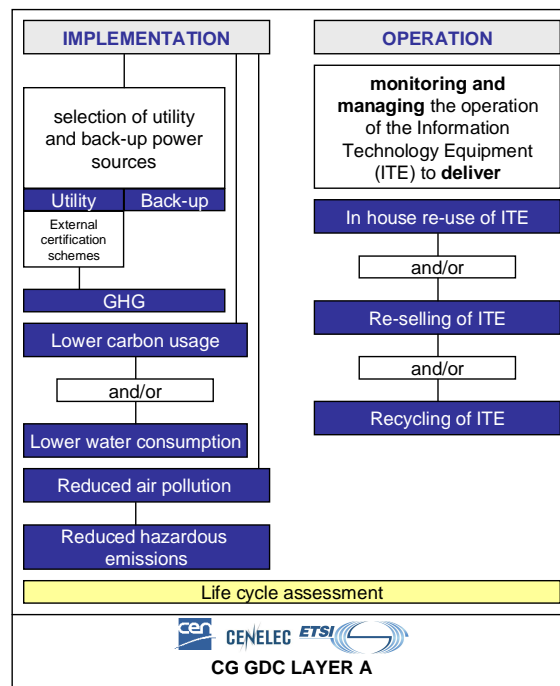 IMPLEMENTATION
selection of utility
and back-up power
sources
Utility
Back-up
External
certification
schemes
GHG
Lower carbon usage
and/or
Lower water consumption
Reduced air pollution
Reduced hazardous
emissions
OPERATION
monitoring and
managing the operation
of the Information
Technology Equipment
(ITE) to deliver
In house re-use of ITE
and/or
Re-selling of ITE
and/or
Recycling of ITE
Life cycle assessment
cen
CENELEC
ETSI
CG GDC LAYER A